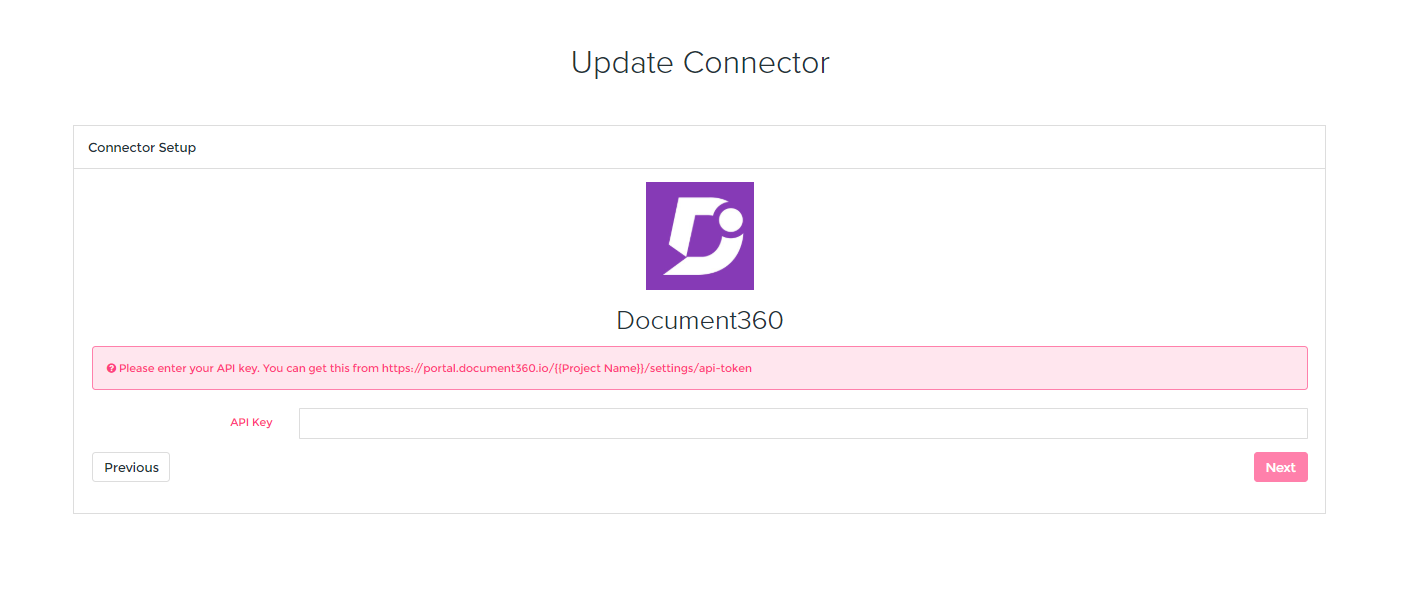 Update Connector
Connector Setup
Document360
Please enter your API key. You can get this from https://portal.document360.io/{{Project Name}}/settings/api-token
API Key
Previous
Next